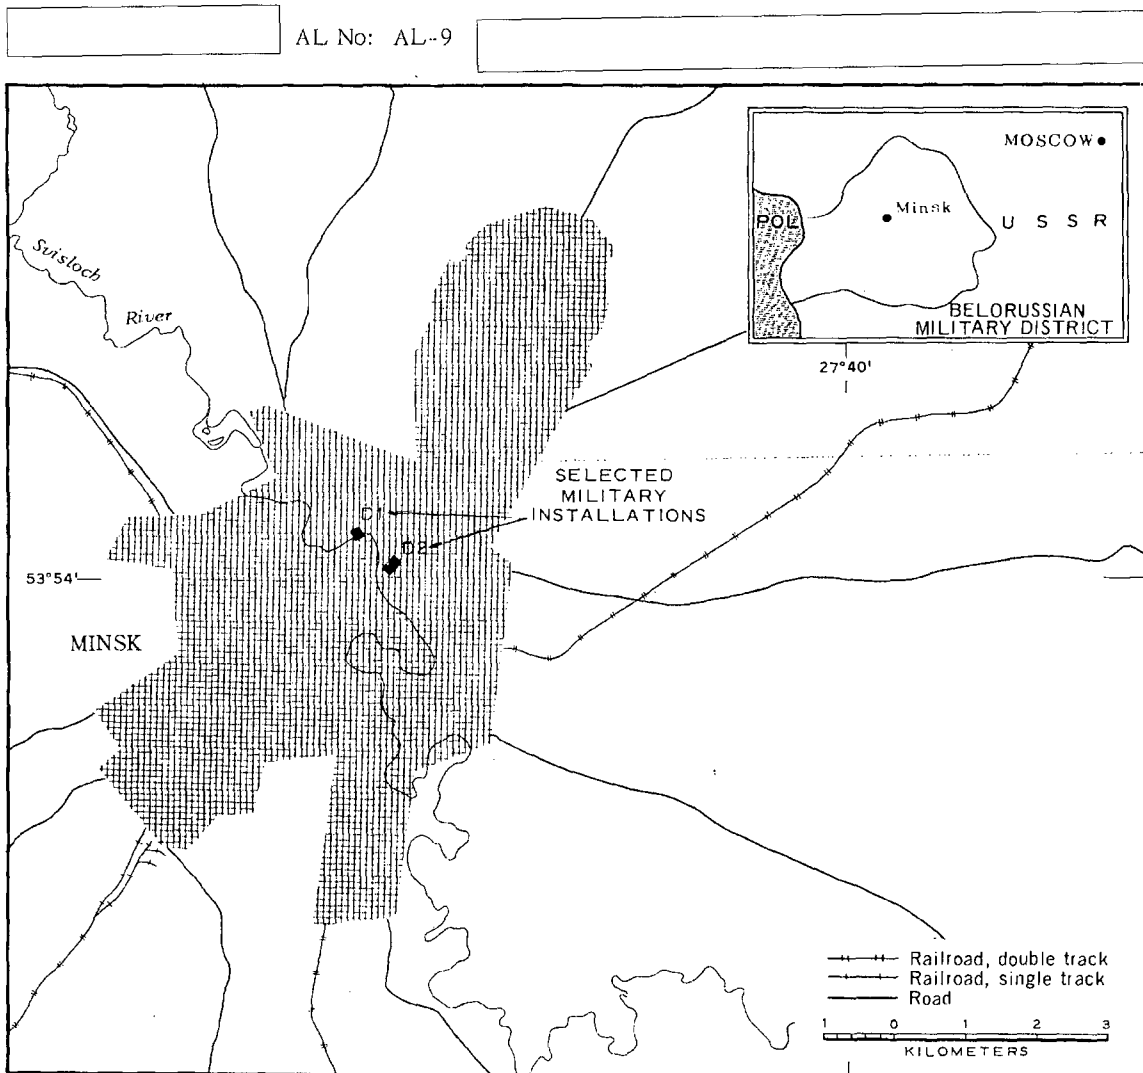 AL No: AL-9
MOSCOW
Minsk
POL
U S S R
BELORUSSIAN
MILITARY DISTRICT
Svisloch
River
27°40'
SELECTED
MILITARY
INSTALLATIONS
D1
D2
53°54'
MINSK
Railroad, double track
Railroad, single track
Road
1 0 1 2 3
KILOMETERS